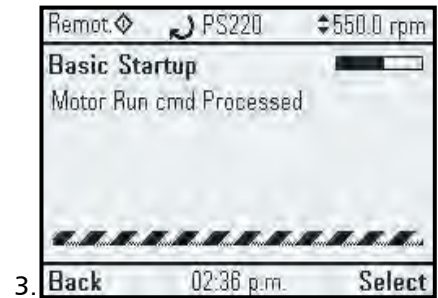 Remot. PS220 550.0 rpm
Basic Startup
Motor Run cmd Processed
3. Back 02:36 p.m. Select